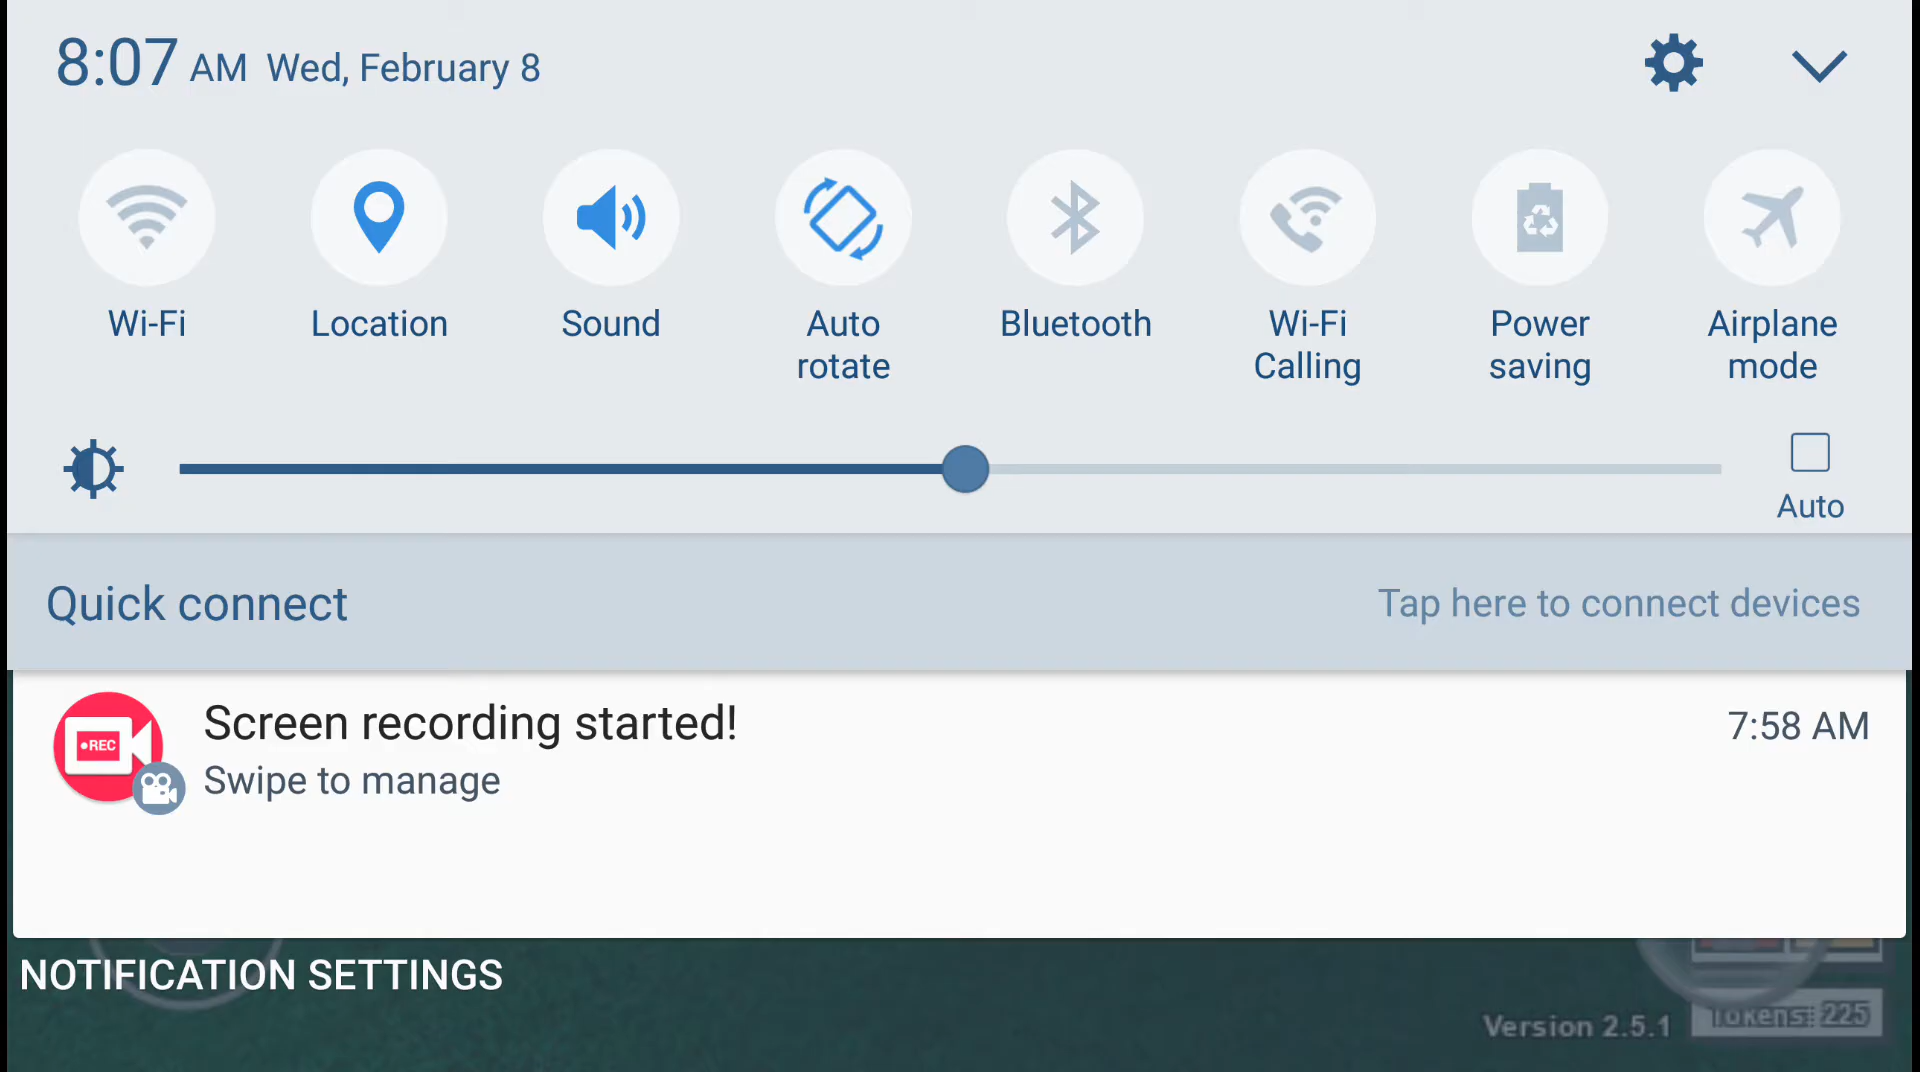 8:07 AM Wed, February 8
Wi-Fi
Location
Sound
Auto
rotate
Bluetooth
Wi-Fi
Calling
Power
saving
Airplane
mode
Auto
Quick connect
Tap here to connect devices
REC
Screen recording started!
7:58 AM
Swipe to manage
NOTIFICATION SETTINGS
Version 2.5.1
Tokens: 225